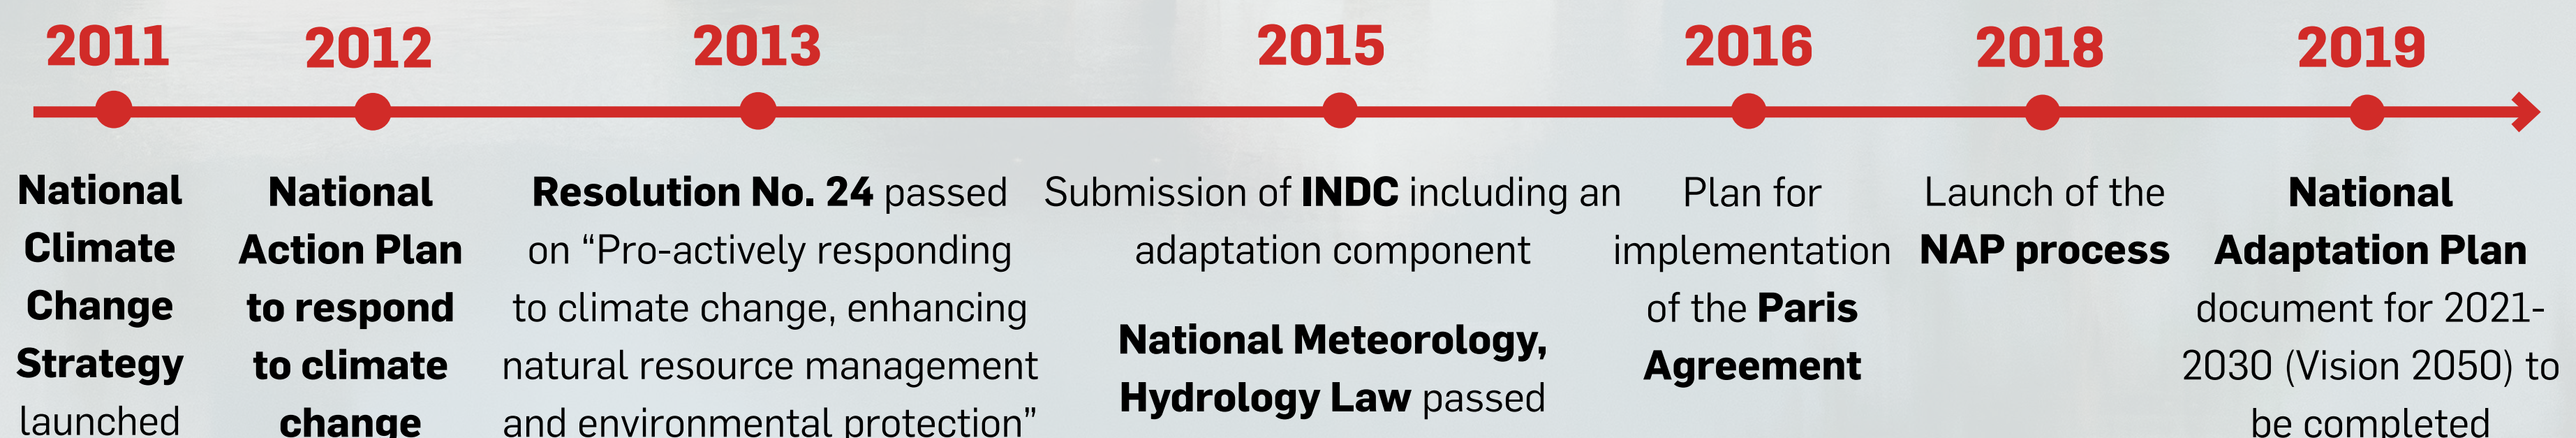 2011
National
Climate
Change
Strategy
launched
2012
National
Action Plan
to respond
to climate
change
2013
Resolution No. 24 passed
on “Pro-actively responding
to climate change, enhancing
natural resource management
and environmental protection”
2015
Submission of INDC including an
adaptation component
National Meteorology,
Hydrology Law passed
2016
Plan for
implementation
of the Paris
Agreement
2018
Launch of the
NAP process
2019
National
Adaptation Plan
document for 2021-
2030 (Vision 2050) to
be completed